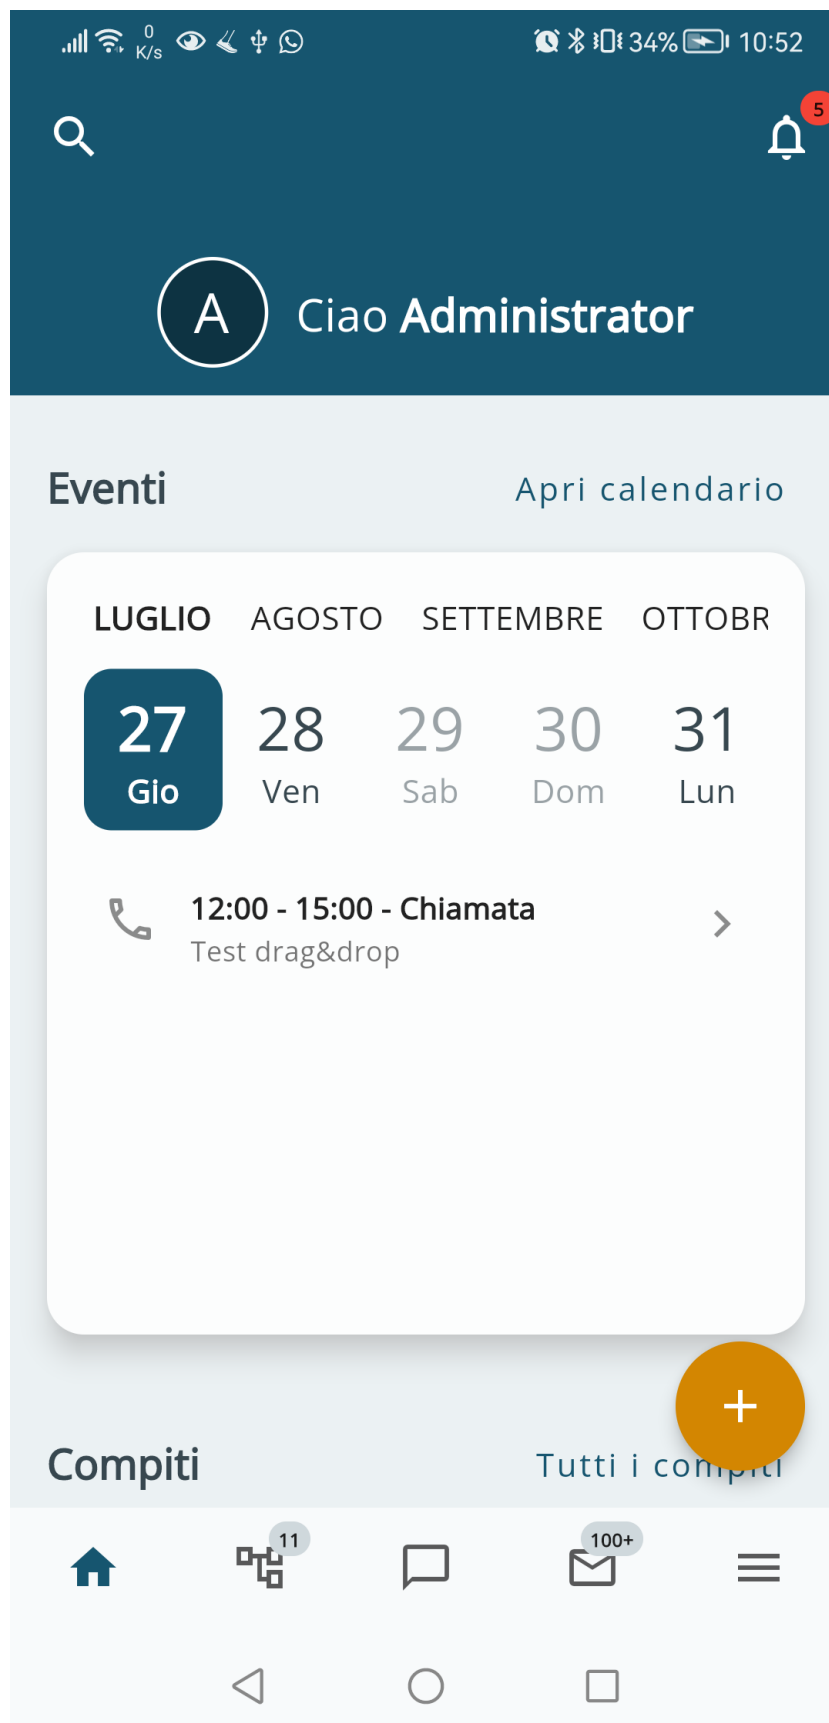 0
K/s
34%
10:52
5
A
Ciao Administrator
Eventi
Apri calendario
LUGLIO AGOSTO SETTEMBRE OTTOBR
27 28 29 30 31
Gio Ven Sab Dom Lun
12:00 - 15:00 - Chiamata
Test drag&drop
+
Compiti
Tutti i compiti
11
100+